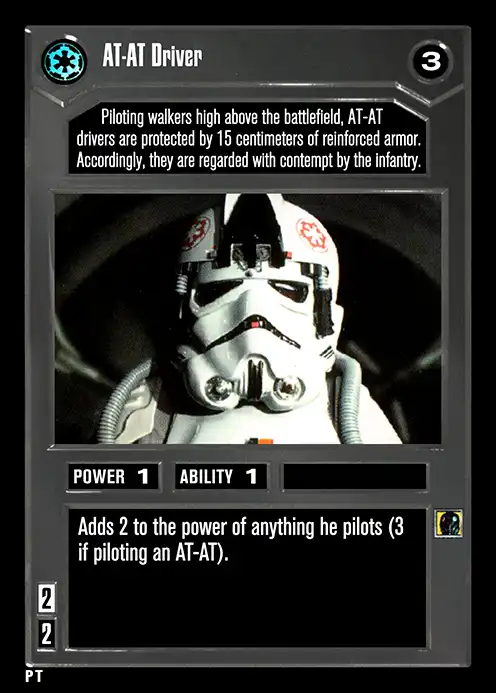 AT-AT Driver
3
Piloting walkers high above the battlefield, AT-AT
drivers are protected by 15 centimeters of reinforced armor.
Accordingly, they are regarded with contempt by the infantry.
POWER 1
ABILITY 1
Adds 2 to the power of anything he pilots (3
if piloting an AT-AT).
2
2
PT